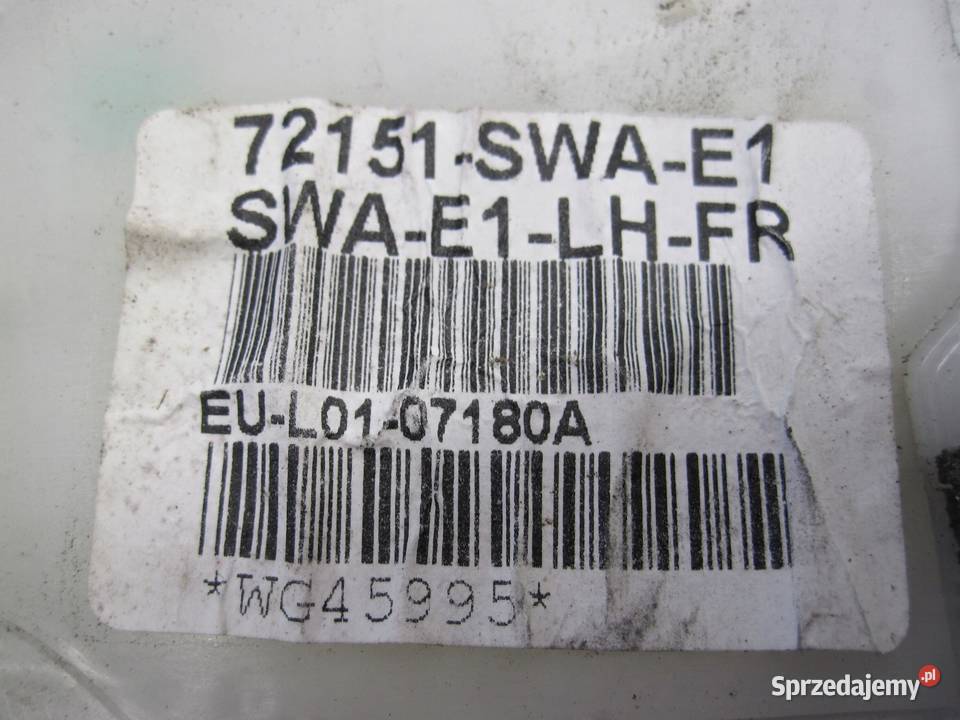 72151-SWA-E1
SWA-E1-LH-FR
EU-L01-07180A
*WG45995*
Sprzedajemy.pl